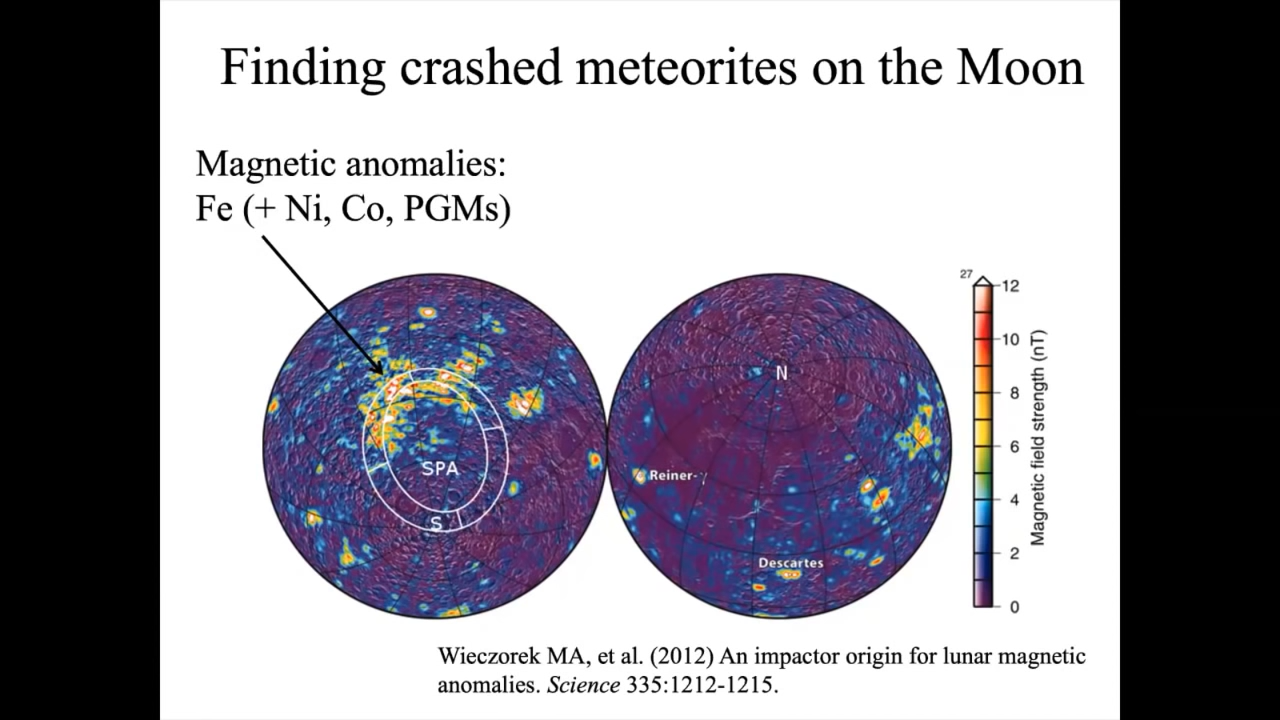 Finding crashed meteorites on the Moon
Magnetic anomalies:
Fe (+ Ni, Co, PGMs)
SPA
S
N
Reiner-γ
Descartes
27
12
10
8
6
4
2
0
Magnetic field strength (nT)
Wieczorek MA, et al. (2012) An impactor origin for lunar magnetic
anomalies. Science 335:1212-1215.